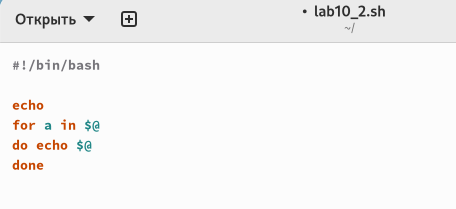 Открыть
• lab10_2.sh
~/
#!/bin/bash
echo
for a in $@
do echo $@
done